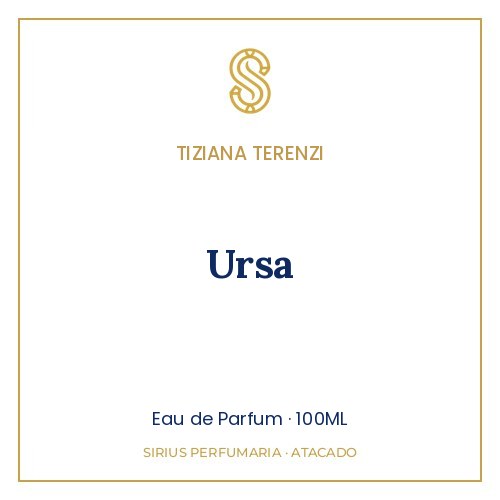 TIZIANA TERENZI
Ursa
Eau de Parfum · 100ML
SIRIUS PERFUMARIA · ATACADO